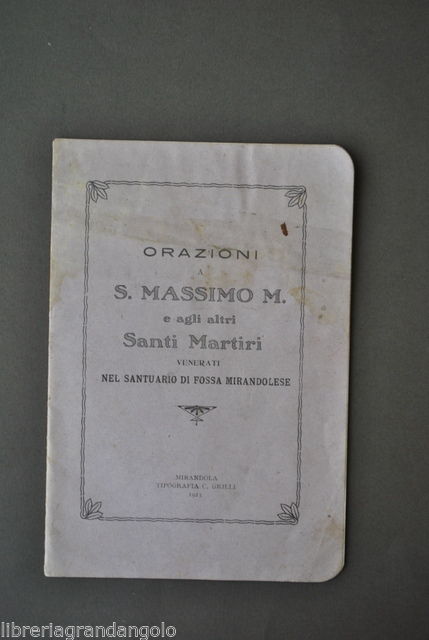 ORAZIONI
A
S. MASSIMO M.
e agli altri
Santi Martiri
VENERATI
NEL SANTUARIO DI FOSSA MIRANDOLESE
MIRANDOLA
TIPOGRAFIA C. GRILLI
libreriagrandangolo